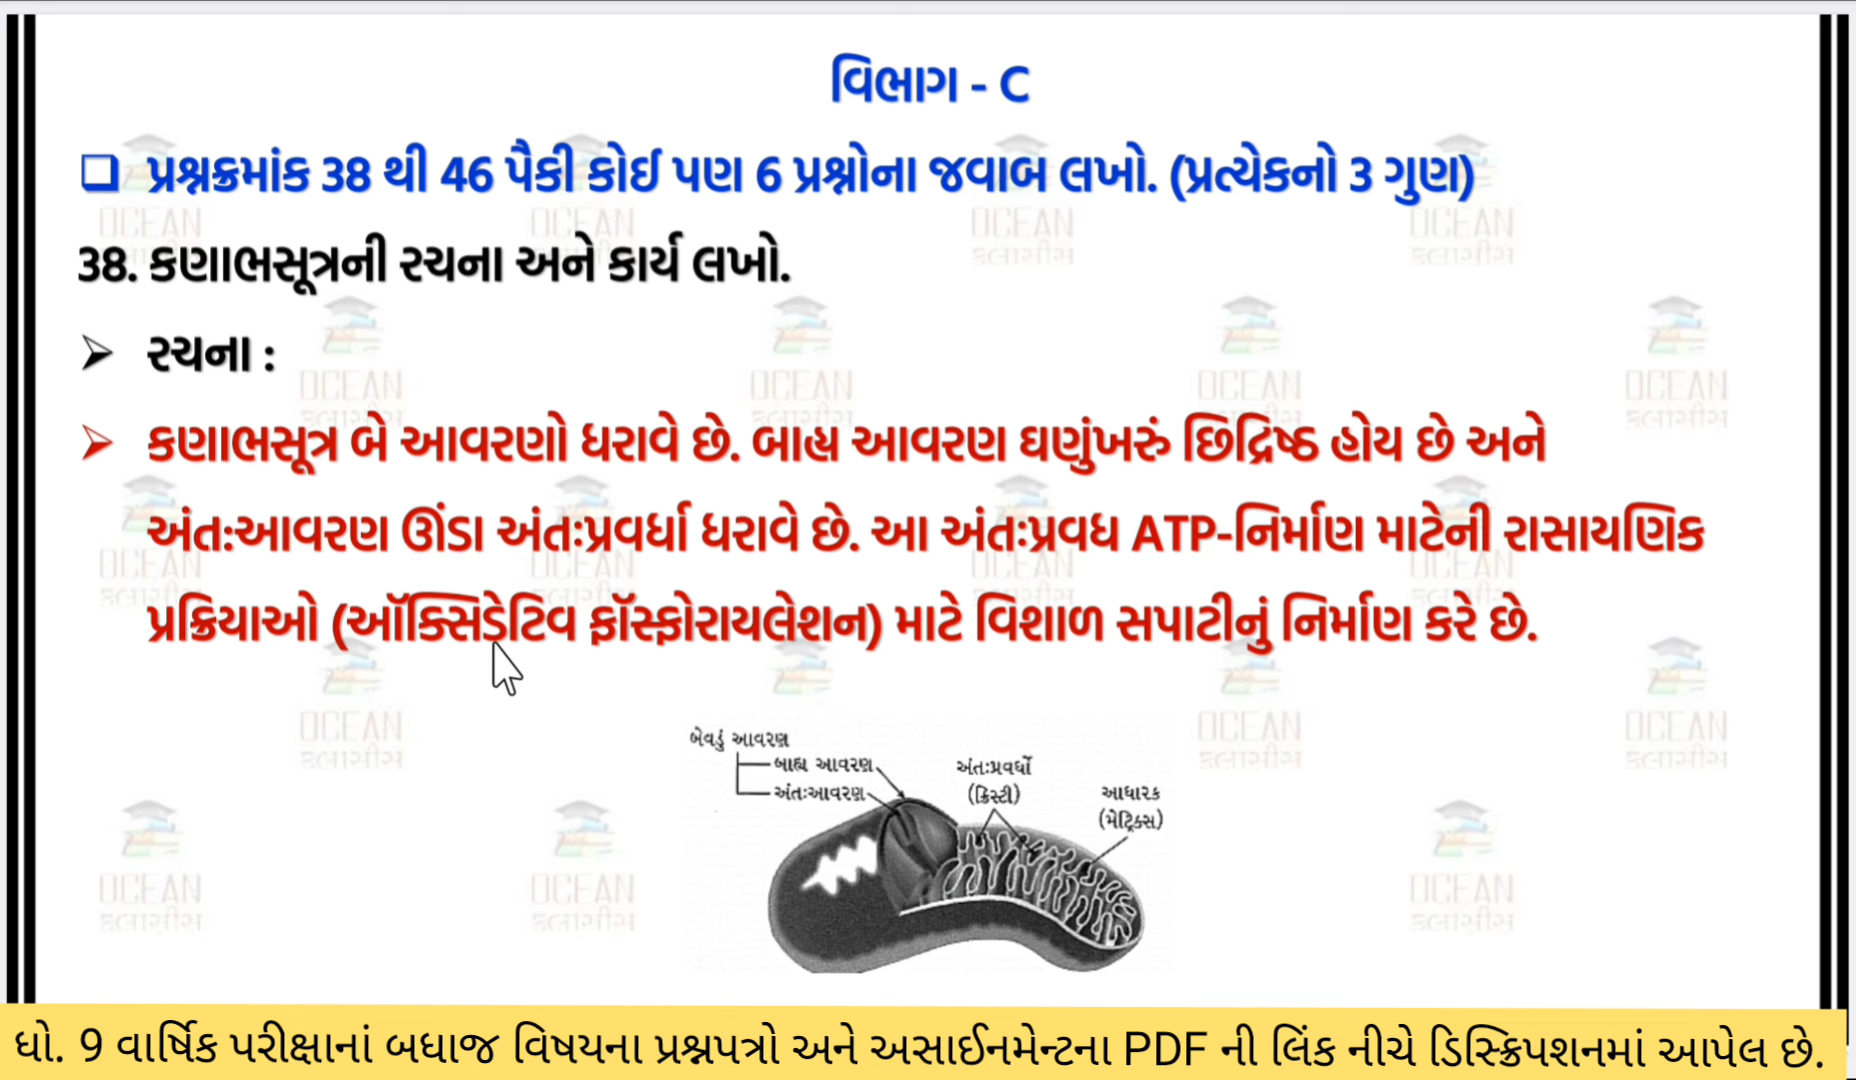 વિભાગ - C
❑ પ્રશ્નક્રમાંક 38 થી 46 પૈકી કોઈ પણ 6 પ્રશ્નોના જવાબ લખો. (પ્રત્યેકનો 3 ગુણ)
38. કણાભસૂત્રની રચના અને કાર્ય લખો.
➢ રચના :
➢ કણાભસૂત્ર બે આવરણો ધરાવે છે. બાહ્ય આવરણ ઘણુંખરું છિદ્રિષ્ઠ હોય છે અને
અંતઃઆવરણ ઊંડા અંતઃપ્રવર્ધા ધરાવે છે. આ અંતઃપ્રવધ ATP-નિર્માણ માટેની રાસાયણિક
પ્રક્રિયાઓ (ઑક્સિડેટિવ ફૉસ્ફોરાયલેશન) માટે વિશાળ સપાટીનું નિર્માણ કરે છે.
બેવડું આવરણ
બાહ્ય આવરણ
અંતઃઆવરણ
અંતઃપ્રવર્ધો
(ક્રિસ્ટી)
આધારક
(મેટ્રિક્સ)
OCEAN
કલાસીસ
ધો. 9 વાર્ષિક પરીક્ષાનાં બધાજ વિષયના પ્રશ્નપત્રો અને અસાઈનમેન્ટના PDF ની લિંક નીચે ડિસ્ક્રિપશનમાં આપેલ છે.